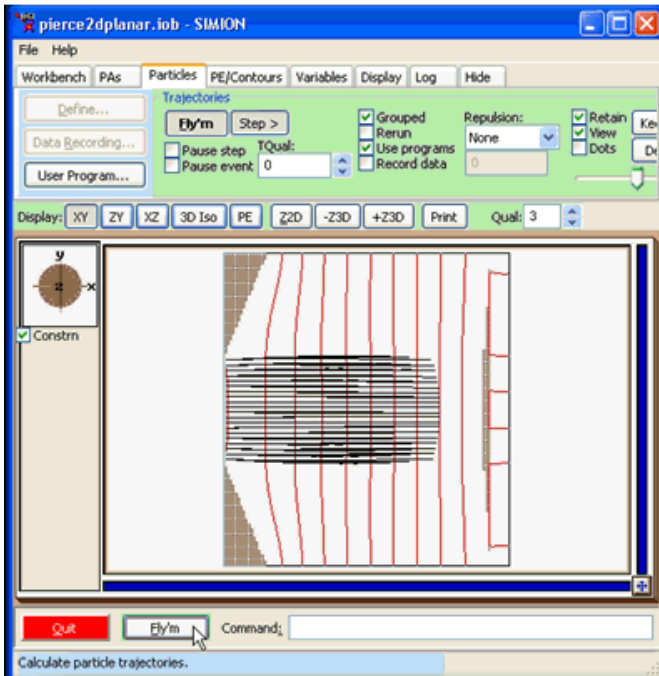 pierce2dplanar.iob - SIMION
File Help
Workbench PAs Particles PE/Contours Variables Display Log Hide
Trajectories
Define...
Data Recording...
User Program...
Fly'm Step >
Pause step
Pause event
TQual:
0
Grouped
Rerun
Use programs
Record data
Repulsion:
None
0
Retain
View
Dots
Display: XY ZY XZ 3D Iso PE Z2D -Z3D +Z3D Print Qual: 3
y
z x
Constrn
Quit Fly'm Command:
Calculate particle trajectories.